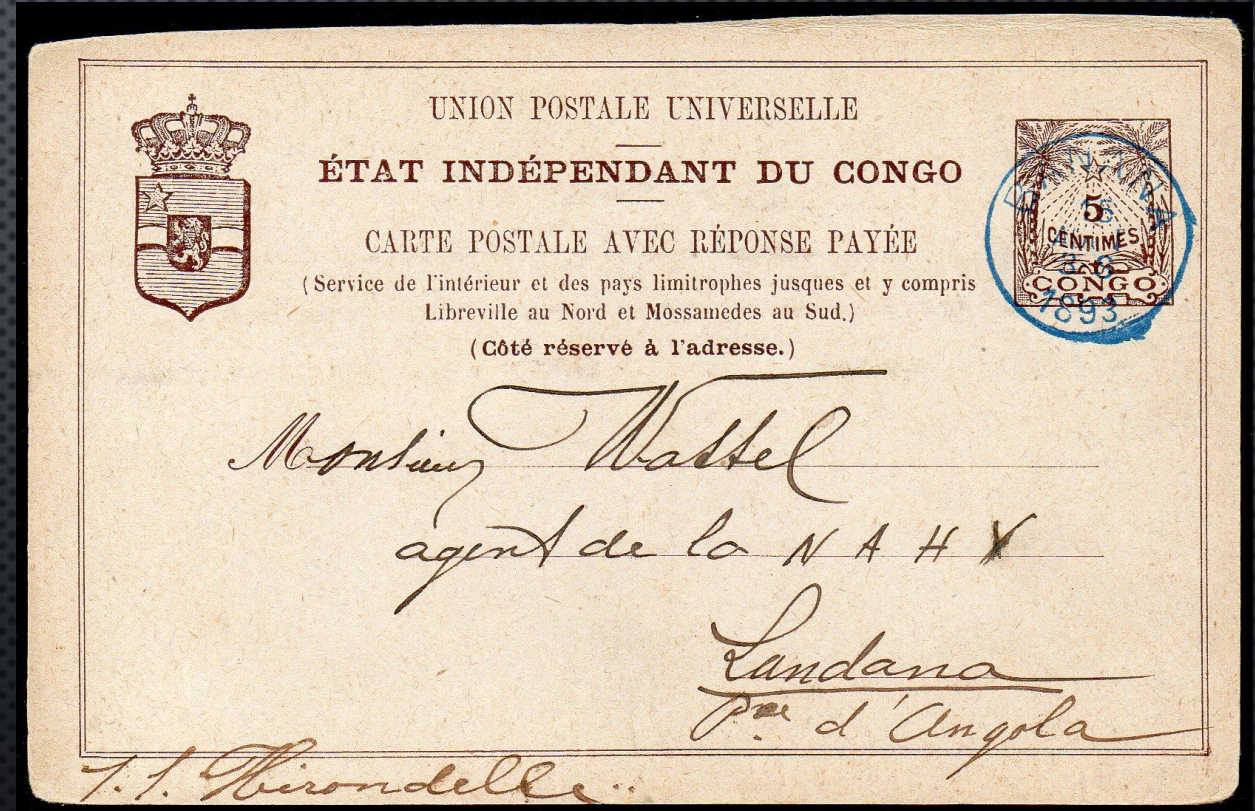 UNION POSTALE UNIVERSELLE
ÉTAT INDÉPENDANT DU CONGO
CARTE POSTALE AVEC RÉPONSE PAYÉE
(Service de l'intérieur et des pays limitrophes jusques et y compris
Libreville au Nord et Mossamedes au Sud.)
(Côté réservé à l'adresse.)
5
CENTIMES
CONGO
BANANA
1893
Monsieur Wattel
agent de la N A H V
Landana
Pce d'Angola
S.S. Hirondelle